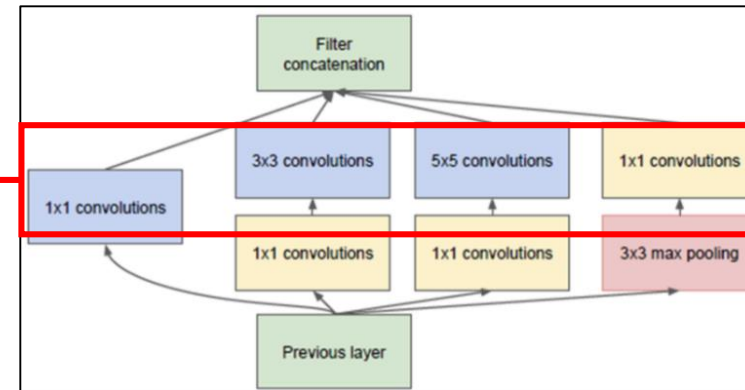 Filter
concatenation
3x3 convolutions
5x5 convolutions
1x1 convolutions
1x1 convolutions
1x1 convolutions
1x1 convolutions
3x3 max pooling
Previous layer